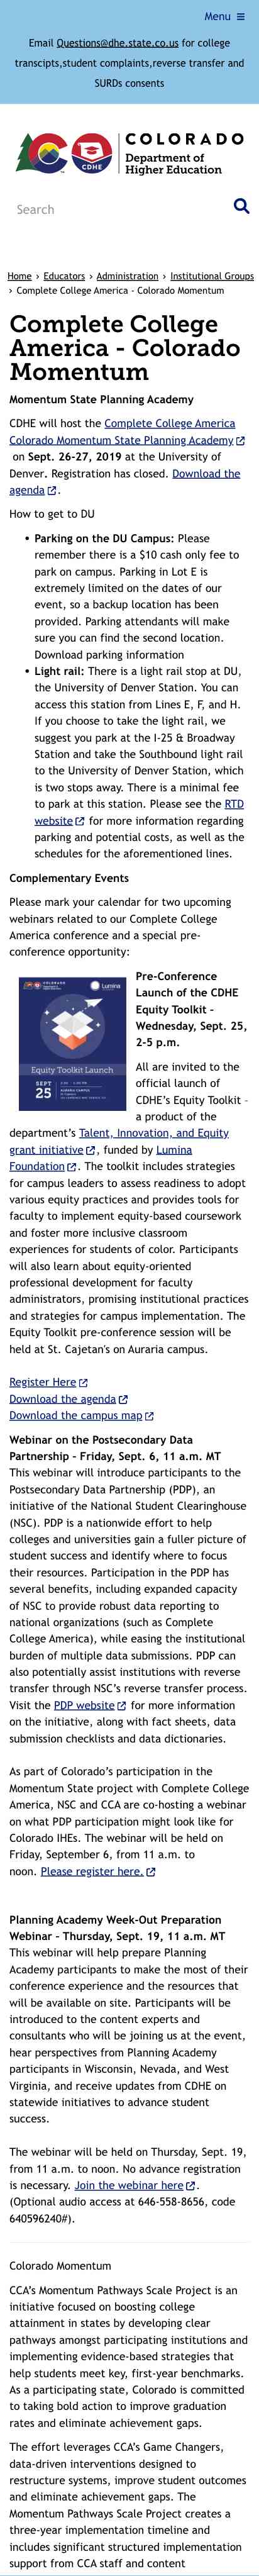 Menu ≡
Email Questions@dhe.state.co.us for college
transcipts,student complaints,reverse transfer and
SURDs consents
CDHE
COLORADO
Department of
Higher Education
Search
Home › Educators › Administration › Institutional Groups
› Complete College America - Colorado Momentum
Complete College
America - Colorado
Momentum
Momentum State Planning Academy
CDHE will host the Complete College America
Colorado Momentum State Planning Academy
on Sept. 26-27, 2019 at the University of
Denver. Registration has closed. Download the
agenda .
How to get to DU
• Parking on the DU Campus: Please
remember there is a $10 cash only fee to
park on campus. Parking in Lot E is
extremely limited on the dates of our
event, so a backup location has been
provided. Parking attendants will make
sure you can find the second location.
Download parking information
• Light rail: There is a light rail stop at DU,
the University of Denver Station. You can
access this station from Lines E, F, and H.
If you choose to take the light rail, we
suggest you park at the I-25 & Broadway
Station and take the Southbound light rail
to the University of Denver Station, which
is two stops away. There is a minimal fee
to park at this station. Please see the RTD
website for more information regarding
parking and potential costs, as well as the
schedules for the aforementioned lines.
Complementary Events
Please mark your calendar for two upcoming
webinars related to our Complete College
America conference and a special pre-
conference opportunity:
Lumina
Equity Toolkit Launch
SEPT
25
Pre-Conference
Launch of the CDHE
Equity Toolkit –
Wednesday, Sept. 25,
2-5 p.m.
All are invited to the
official launch of
CDHE’s Equity Toolkit –
a product of the
department’s Talent, Innovation, and Equity
grant initiative , funded by Lumina
Foundation . The toolkit includes strategies
for campus leaders to assess readiness to adopt
various equity practices and provides tools for
faculty to implement equity-based coursework
and foster more inclusive classroom
experiences for students of color. Participants
will also learn about equity-oriented
professional development for faculty
administrators, promising institutional practices
and strategies for campus implementation. The
Equity Toolkit pre-conference session will be
held at St. Cajetan's on Auraria campus.
Register Here
Download the agenda
Download the campus map
Webinar on the Postsecondary Data
Partnership – Friday, Sept. 6, 11 a.m. MT
This webinar will introduce participants to the
Postsecondary Data Partnership (PDP), an
initiative of the National Student Clearinghouse
(NSC). PDP is a nationwide effort to help
colleges and universities gain a fuller picture of
student success and identify where to focus
their resources. Participation in the PDP has
several benefits, including expanded capacity
of NSC to provide robust data reporting to
national organizations (such as Complete
College America), while easing the institutional
burden of multiple data submissions. PDP can
also potentially assist institutions with reverse
transfer through NSC’s reverse transfer process.
Visit the PDP website for more information
on the initiative, along with fact sheets, data
submission checklists and data dictionaries.
As part of Colorado’s participation in the
Momentum State project with Complete College
America, NSC and CCA are co-hosting a webinar
on what PDP participation might look like for
Colorado IHEs. The webinar will be held on
Friday, September 6, from 11 a.m. to
noon. Please register here.
Planning Academy Week-Out Preparation
Webinar – Thursday, Sept. 19, 11 a.m. MT
This webinar will help prepare Planning
Academy participants to make the most of their
conference experience and the resources that
will be available on site. Participants will be
introduced to the content experts and
consultants who will be joining us at the event,
hear perspectives from Planning Academy
participants in Wisconsin, Nevada, and West
Virginia, and receive updates from CDHE on
statewide initiatives to advance student
success.
The webinar will be held on Thursday, Sept. 19,
from 11 a.m. to noon. No advance registration
is necessary. Join the webinar here .
(Optional audio access at 646-558-8656, code
640596240#).
Colorado Momentum
CCA’s Momentum Pathways Scale Project is an
initiative focused on boosting college
attainment in states by developing clear
pathways amongst participating institutions and
implementing evidence-based strategies that
help students meet key, first-year benchmarks.
As a participating state, Colorado is committed
to taking bold action to improve graduation
rates and eliminate achievement gaps.
The effort leverages CCA’s Game Changers,
data-driven interventions designed to
restructure systems, improve student outcomes
and eliminate achievement gaps. The
Momentum Pathways Scale Project creates a
three-year implementation timeline and
includes significant structured implementation
support from CCA staff and content